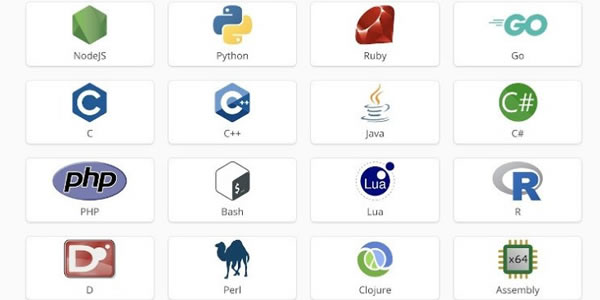 GO
NodeJS
Python
Ruby
Go
C
C++
C#
C
C++
Java
C#
php
$_
Lua
R
PHP
Bash
Lua
R
D
x64
D
Perl
Clojure
Assembly